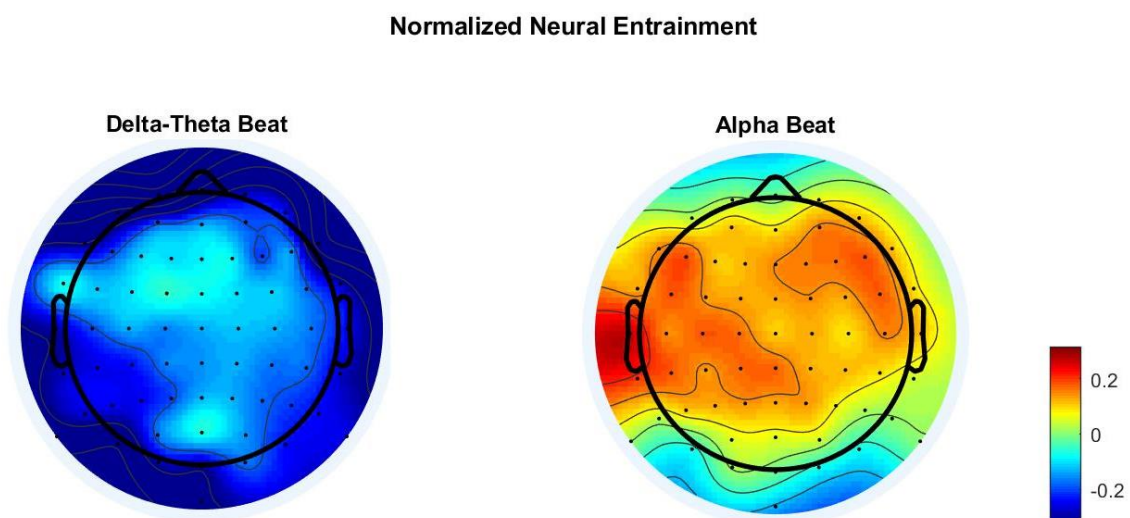 Normalized Neural Entrainment
Delta-Theta Beat
Alpha Beat
0.2
0
-0.2